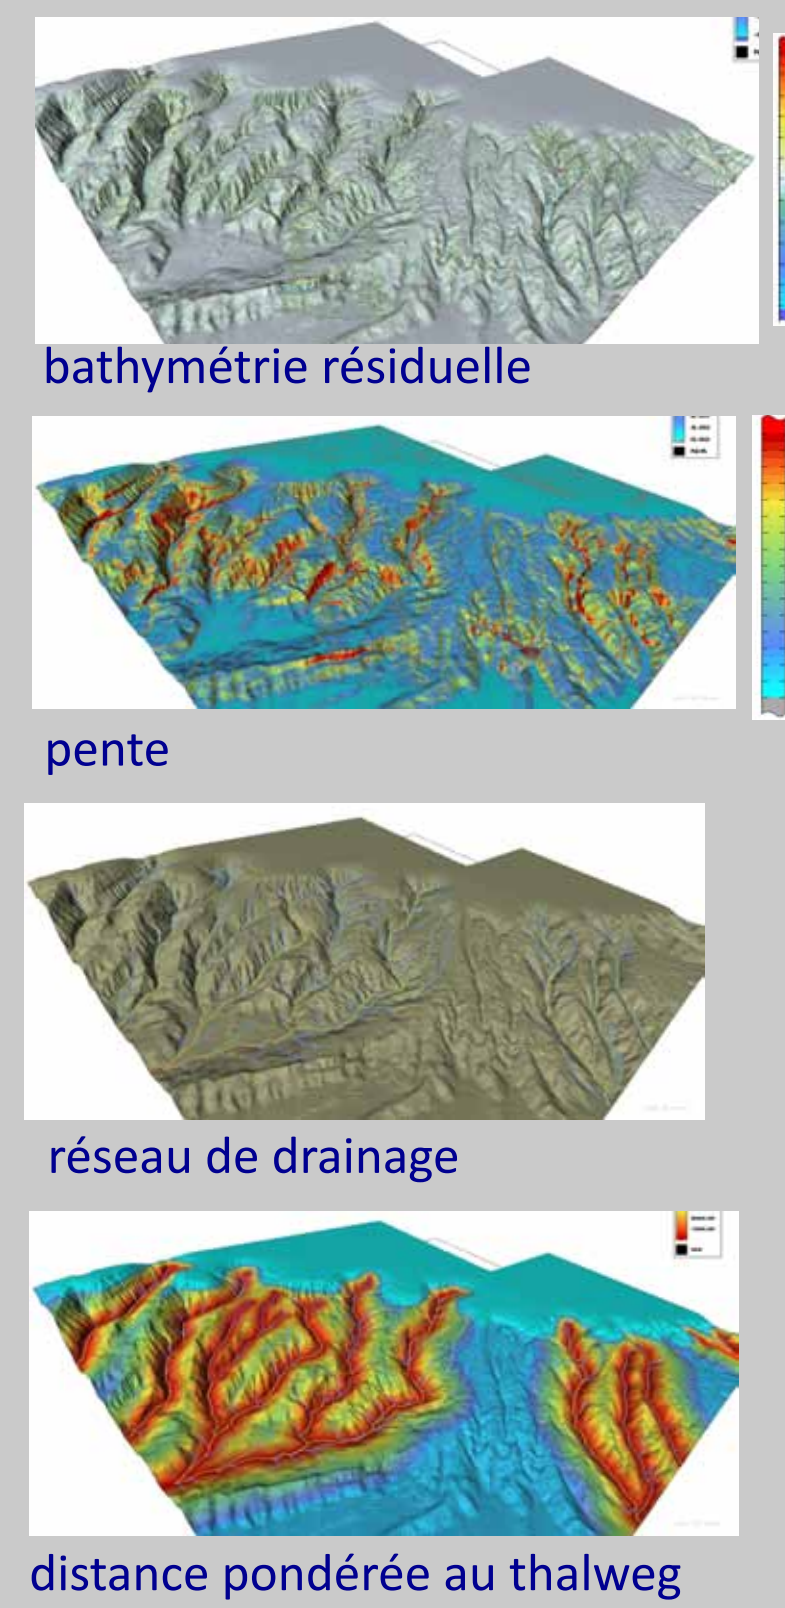 bathymétrie résiduelle
pente
réseau de drainage
distance pondérée au thalweg